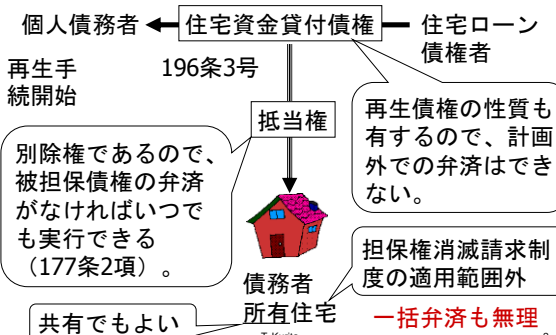 個人債務者
住宅資金貸付債権
住宅ローン
債権者
再生手
続開始
196条3号
抵当権
再生債権の性質も
有するので、計画
外での弁済はでき
ない。
別除権であるので、
被担保債権の弁済
がなければいつで
も実行できる
（177条2項）。
債務者
所有住宅
担保権消滅請求制
度の適用範囲外
一括弁済も無理
共有でもよい